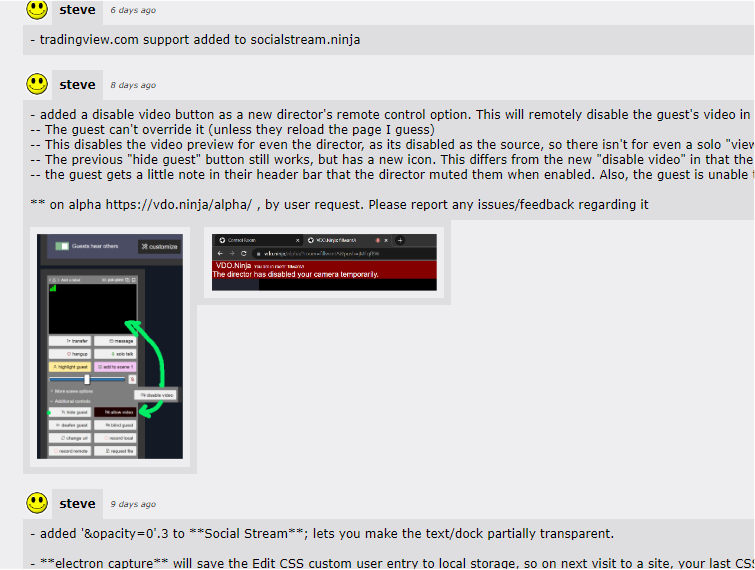 steve 6 days ago
- tradingview.com support added to socialstream.ninja
steve 8 days ago
- added a disable video button as a new director's remote control option. This will remotely disable the guest's video in
-- The guest can't override it (unless they reload the page I guess)
-- This disables the video preview for even the director, as its disabled as the source, so there isn't for even a solo "view
-- The previous "hide guest" button still works, but has a new icon. This differs from the new "disable video" in that the
-- the guest gets a little note in their header bar that the director muted them when enabled. Also, the guest is unable
** on alpha https://vdo.ninja/alpha/ , by user request. Please report any issues/feedback regarding it
Guests hear others customize
Add a label
transfer message
hangup solo talk
highlight guest add to scene 1
More scene options
disable video
Additional controls
hide guest allow video
deafen guest blind guest
change url record local
record remote request file
Control Room VDO.Ninja
VDO.Ninja
The director has disabled your camera temporarily.
steve 9 days ago
- added '&opacity=0'.3 to **Social Stream**; lets you make the text/dock partially transparent.
- **electron capture** will save the Edit CSS custom user entry to local storage, so on next visit to a site, your last CSS